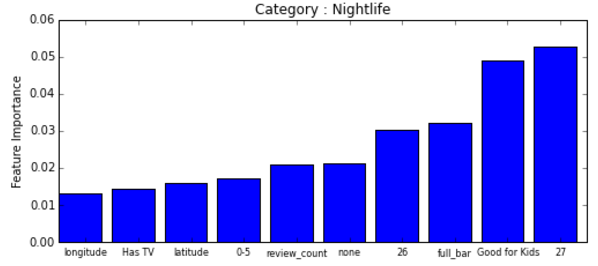 Category : Nightlife
Feature Importance
0.06
0.05
0.04
0.03
0.02
0.01
0.00
longitude Has TV latitude 0-5 review_count none 26 full_bar Good for Kids 27